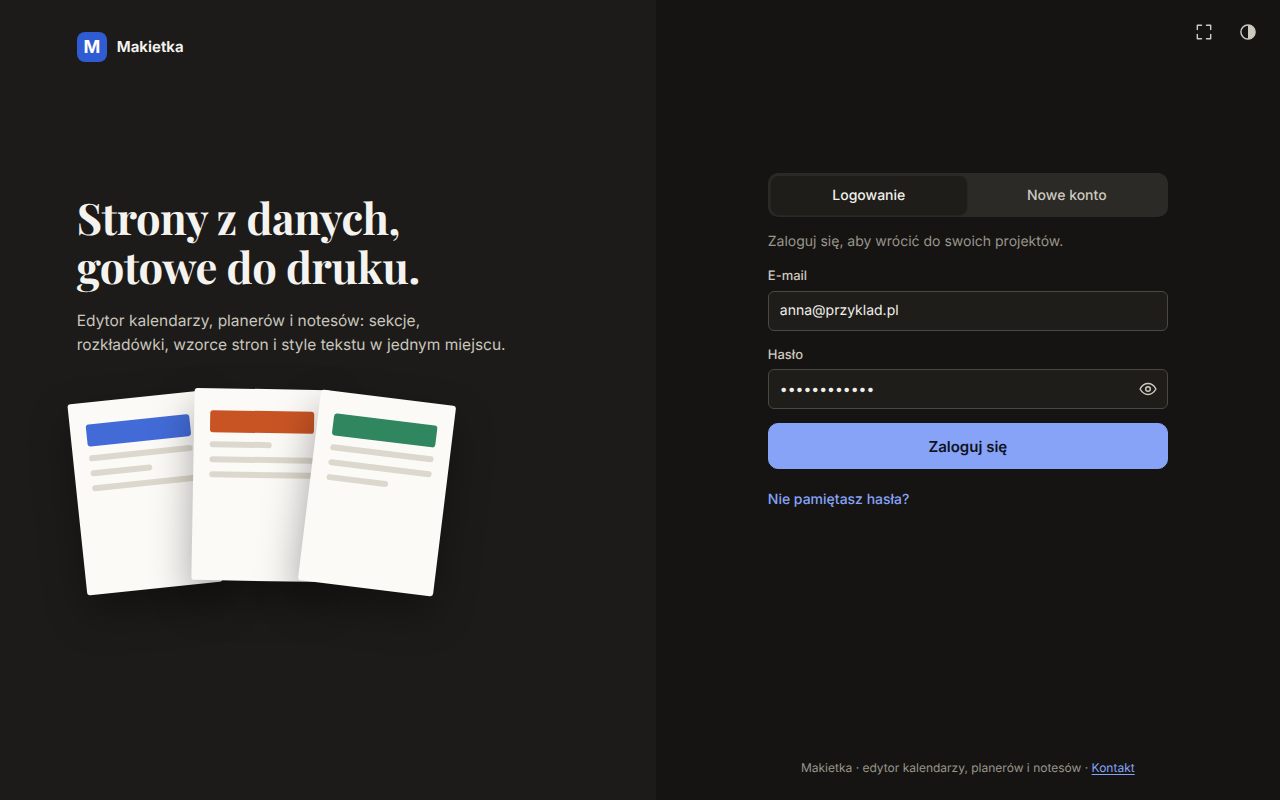 M Makietka
Strony z danych,
gotowe do druku.
Edytor kalendarzy, planerów i notesów: sekcje,
rozkładówki, wzorce stron i style tekstu w jednym miejscu.
Logowanie
Nowe konto
Zaloguj się, aby wrócić do swoich projektów.
E-mail
anna@przyklad.pl
Hasło
••••••••••••
Zaloguj się
Nie pamiętasz hasła?
Makietka · edytor kalendarzy, planerów i notesów · Kontakt